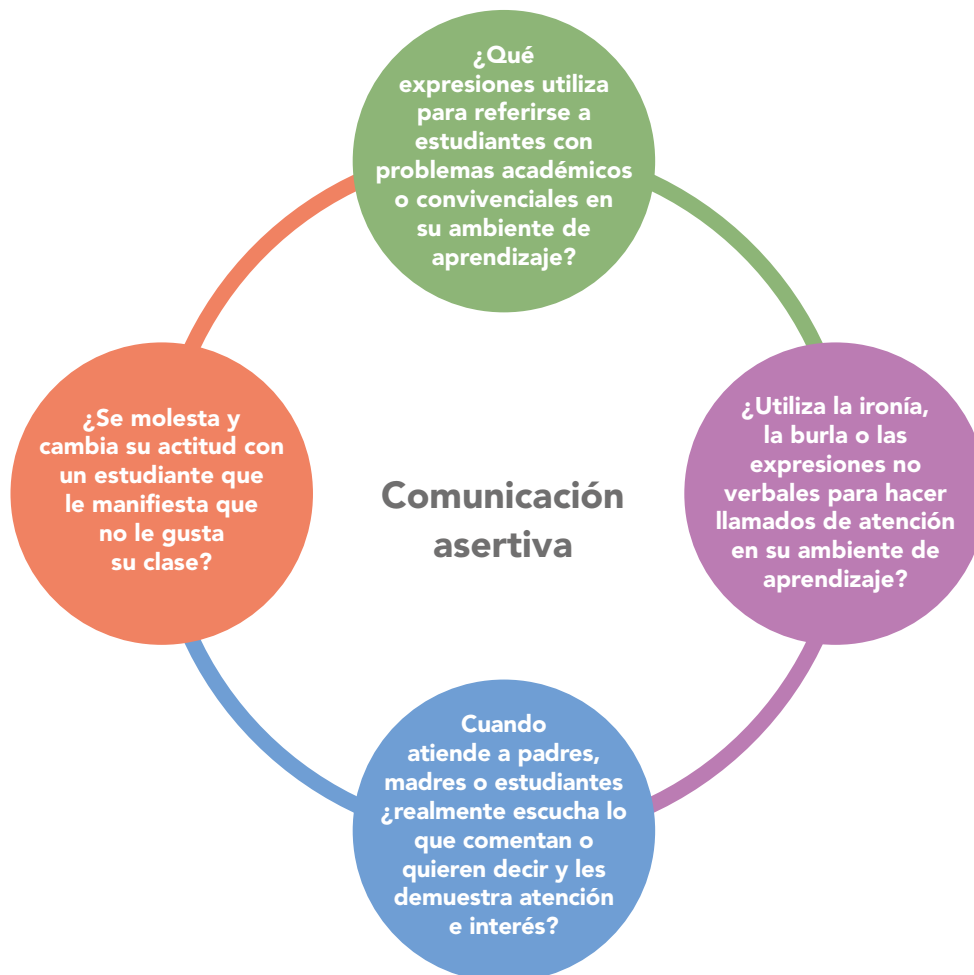 ¿Qué
expresiones utiliza
para referirse a
estudiantes con
problemas académicos
o convivenciales en
su ambiente de
aprendizaje?
¿Utiliza la ironía,
la burla o las
expresiones no
verbales para hacer
llamados de atención
en su ambiente de
aprendizaje?
Cuando
atiende a padres,
madres o estudiantes
¿realmente escucha lo
que comentan o
quieren decir y les
demuestra atención
e interés?
¿Se molesta y
cambia su actitud con
un estudiante que
le manifiesta que
no le gusta
su clase?
Comunicación
asertiva